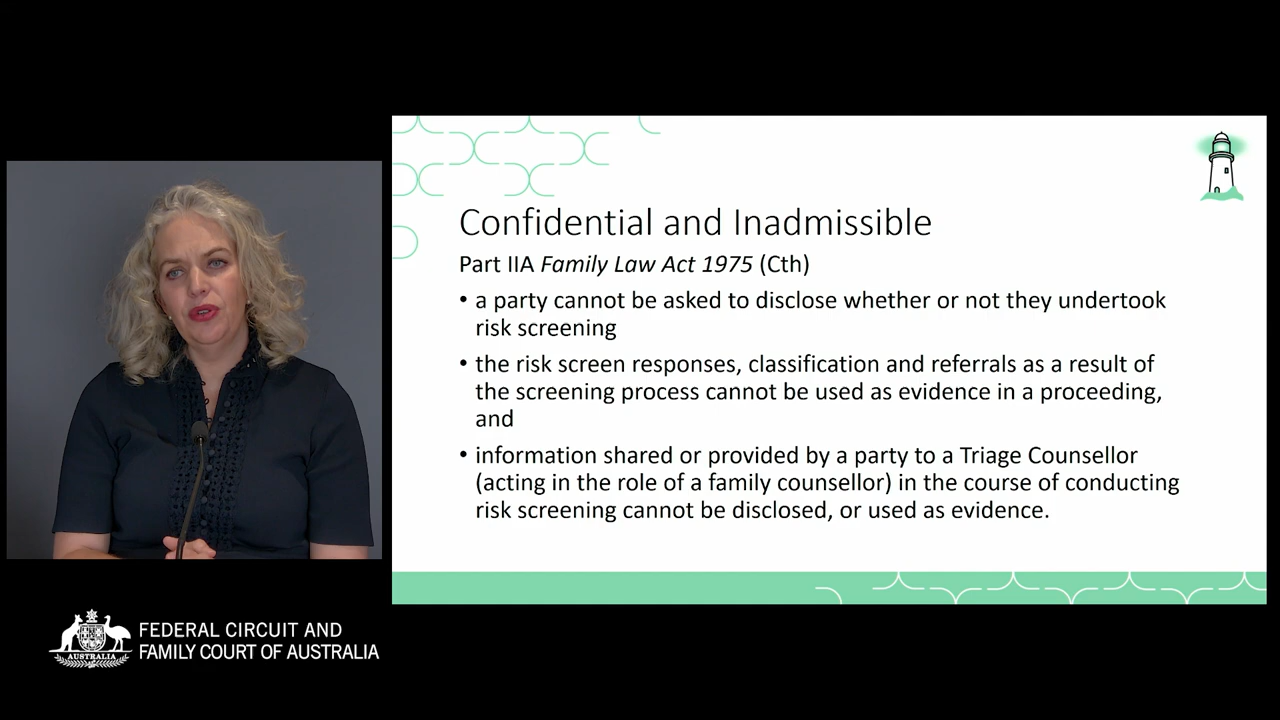 Confidential and Inadmissible
Part IIA Family Law Act 1975 (Cth)
• a party cannot be asked to disclose whether or not they undertook
risk screening
• the risk screen responses, classification and referrals as a result of
the screening process cannot be used as evidence in a proceeding,
and
• information shared or provided by a party to a Triage Counsellor
(acting in the role of a family counsellor) in the course of conducting
risk screening cannot be disclosed, or used as evidence.
AUSTRALIA
FEDERAL CIRCUIT AND
FAMILY COURT OF AUSTRALIA